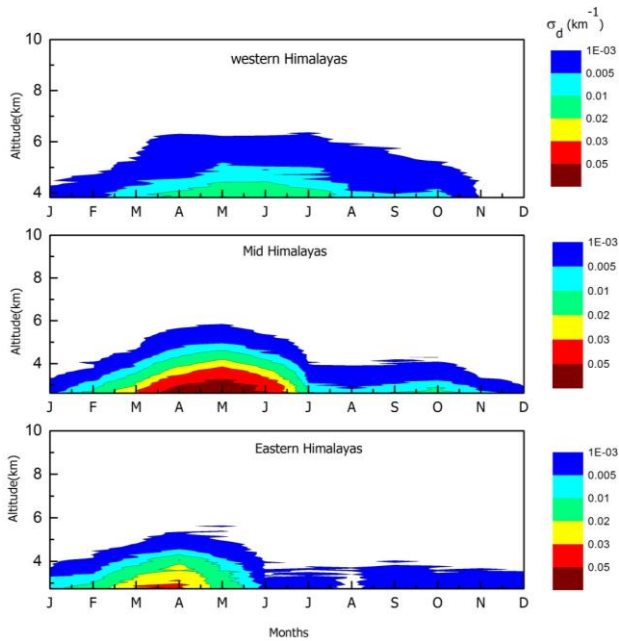 σd (km-1)
10
western Himalayas
1E-03
8
0.005
0.01
Altitude(km)
6
0.02
0.03
4
0.05
J F M A M J J A S O N D
10
Mid Himalayas
1E-03
8
0.005
0.01
Altitude(km)
6
0.02
0.03
4
0.05
J F M A M J J A S O N D
10
Eastern Himalayas
1E-03
8
0.005
0.01
Altitude(km)
6
0.02
0.03
4
0.05
J F M A M J J A S O N D
Months